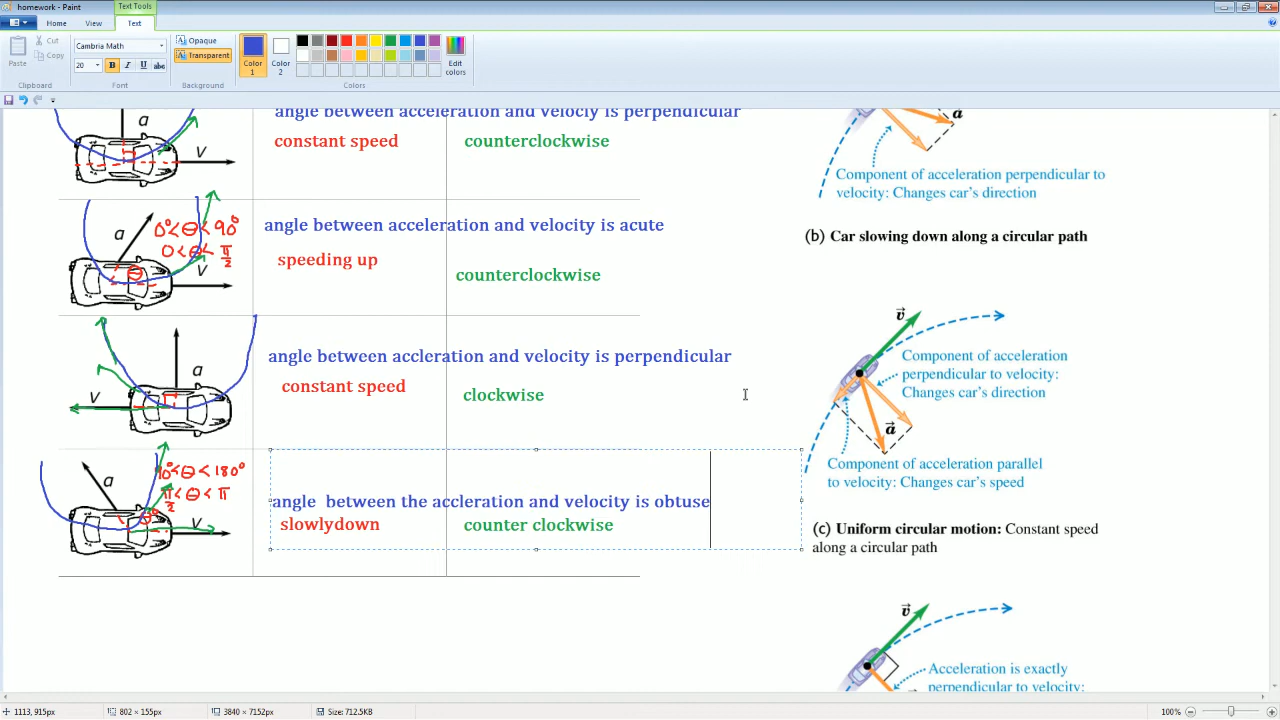 homework - Paint
Text Tools
Home
View
Text
Paste
Cut
Copy
Clipboard
Cambria Math
20
B I U abc
Font
Opaque
Transparent
Background
Color 1
Color 2
Edit colors
Colors
a
V
angle between acceleration and velocity is perpendicular
constant speed
counterclockwise
a
0°<θ<90°
0<θ<π/2
θ
V
angle between acceleration and velocity is acute
speeding up
counterclockwise
a
V
angle between accleration and velocity is perpendicular
constant speed
clockwise
a
90°<θ<180°
π/2<θ<π
V
angle  between the accleration and velocity is obtuse
slowlydown
counter clockwise
a
Component of acceleration perpendicular to
velocity: Changes car's direction
(b) Car slowing down along a circular path
v
Component of acceleration
perpendicular to velocity:
Changes car's direction
a
Component of acceleration parallel
to velocity: Changes car's speed
(c) Uniform circular motion: Constant speed
along a circular path
v
Acceleration is exactly
perpendicular to velocity:
1113, 915px
802 × 155px
3840 × 7152px
Size: 712.5KB
100%